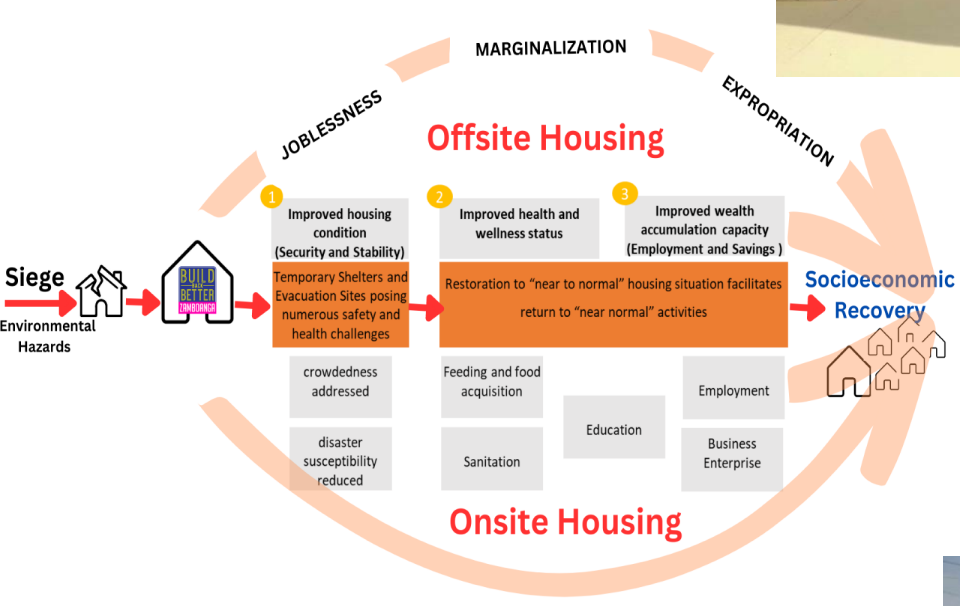 MARGINALIZATION
JOBLESSNESS
EXPROPRIATION
Offsite Housing
1
Improved housing
condition
(Security and Stability)
2
Improved health and
wellness status
3
Improved wealth
accumulation capacity
(Employment and Savings )
Siege
Environmental
Hazards
BUILD
BACK
BETTER
ZAMBOANGA
Temporary Shelters and
Evacuation Sites posing
numerous safety and
health challenges
Restoration to “near to normal” housing situation facilitates
return to “near normal” activities
Socioeconomic
Recovery
crowdedness
addressed
disaster
susceptibility
reduced
Feeding and food
acquisition
Sanitation
Education
Employment
Business
Enterprise
Onsite Housing